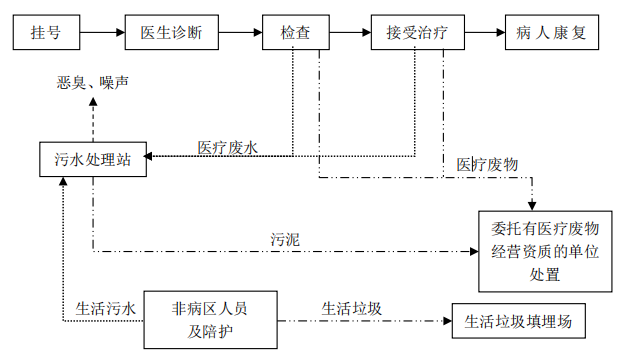 挂号
医生诊断
检查
接受治疗
病人康复
恶臭、噪声
医疗废水
污水处理站
医疗废物
委托有医疗废物
经营资质的单位
处置
污泥
生活污水
非病区人员
及陪护
生活垃圾
生活垃圾填埋场